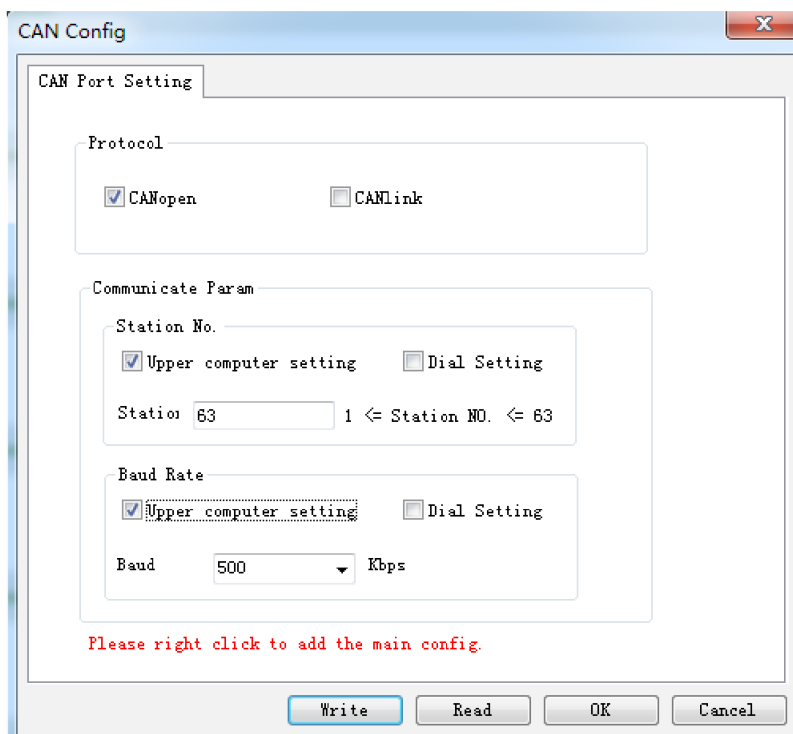 CAN Config
CAN Port Setting
Protocol
CANopen CANlink
Communicate Param
Station No.
Upper computer setting Dial Setting
Statio 63 1 <= Station NO. <= 63
Baud Rate
Upper computer setting Dial Setting
Baud 500 Kbps
Please right click to add the main config.
Write Read OK Cancel